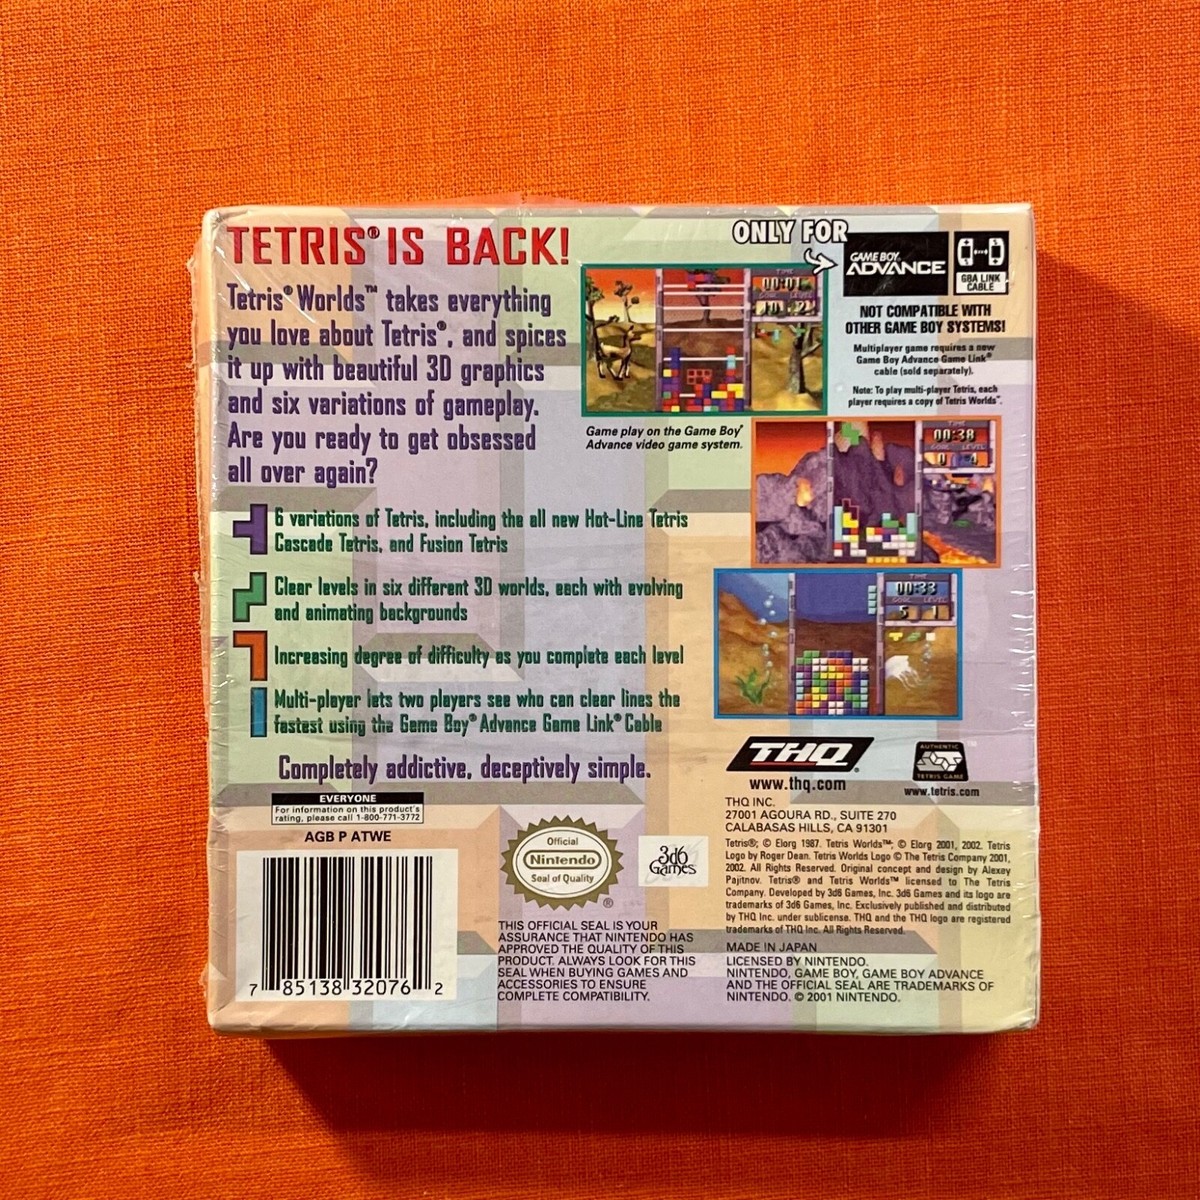 TETRIS® IS BACK!
Tetris® Worlds™ takes everything
you love about Tetris®, and spices
it up with beautiful 3D graphics
and six variations of gameplay.
Are you ready to get obsessed
all over again?
6 variations of Tetris, including the all new Hot-Line Tetris
Cascade Tetris, and Fusion Tetris
Clear levels in six different 3D worlds, each with evolving
and animating backgrounds
Increasing degree of difficulty as you complete each level
Multi-player lets two players see who can clear lines the
fastest using the Game Boy® Advance Game Link® Cable
Completely addictive, deceptively simple.
ONLY FOR
GAME BOY
ADVANCE
GBA LINK
CABLE
NOT COMPATIBLE WITH
OTHER GAME BOY SYSTEMS!
Multiplayer game requires a new
Game Boy Advance Game Link®
cable (sold separately).
Note: To play multi-player Tetris, each
player requires a copy of Tetris Worlds™.
TIME
00:01
Game play on the Game Boy®
Advance video game system.
TIME
00:38
GOAL LEVEL
0 4
TIME
00:33
GOAL LEVEL
5 1
THQ®
www.thq.com
AUTHENTIC
TETRIS GAME
™
www.tetris.com
THQ INC.
27001 AGOURA RD., SUITE 270
CALABASAS HILLS, CA 91301
Tetris®; © Elorg 1987. Tetris Worlds™; © Elorg 2001, 2002. Tetris
Logo by Roger Dean. Tetris Worlds Logo © The Tetris Company 2001,
2002. All Rights Reserved. Original concept and design by Alexey
Pajitnov. Tetris® and Tetris Worlds™ licensed to The Tetris
Company. Developed by 3d6 Games, Inc. 3d6 Games and its logo are
trademarks of 3d6 Games, Inc. Exclusively published and distributed
by THQ Inc. under sublicense. THQ and the THQ logo are registered
trademarks of THQ Inc. All Rights Reserved.
MADE IN JAPAN
LICENSED BY NINTENDO.
NINTENDO, GAME BOY, GAME BOY ADVANCE
AND THE OFFICIAL SEAL ARE TRADEMARKS OF
NINTENDO. © 2001 NINTENDO.
EVERYONE
For information on this product's
rating, please call 1-800-771-3772
AGB P ATWE
7 85138 32076 2
Official
Nintendo
Seal of Quality
®
3d6
Games
THIS OFFICIAL SEAL IS YOUR
ASSURANCE THAT NINTENDO HAS
APPROVED THE QUALITY OF THIS
PRODUCT. ALWAYS LOOK FOR THIS
SEAL WHEN BUYING GAMES AND
ACCESSORIES TO ENSURE
COMPLETE COMPATIBILITY.